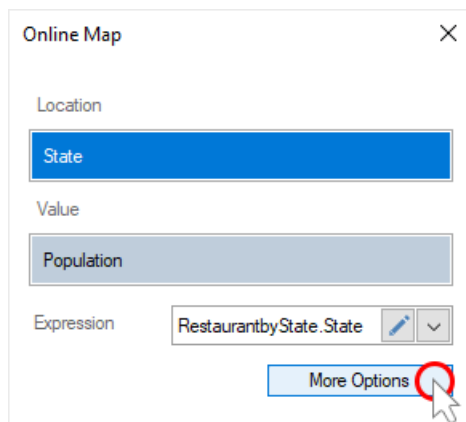 Online Map
Location
State
Value
Population
Expression
RestaurantbyState.State
More Options